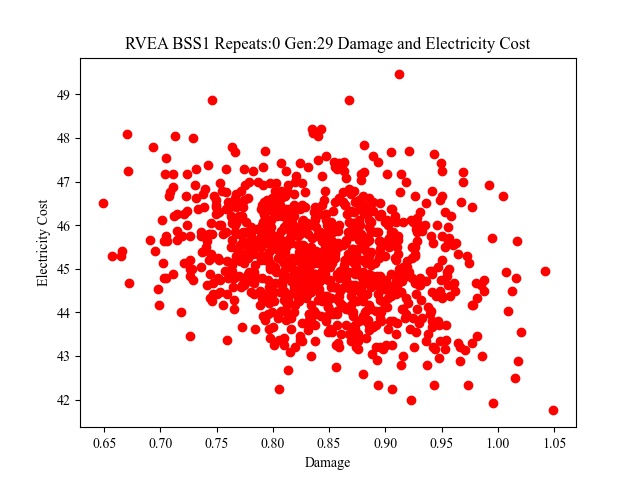 RVEA BSS1 Repeats:0 Gen:29 Damage and Electricity Cost
49
48
47
46
45
44
43
42
Electricity Cost
0.65 0.70 0.75 0.80 0.85 0.90 0.95 1.00 1.05
Damage